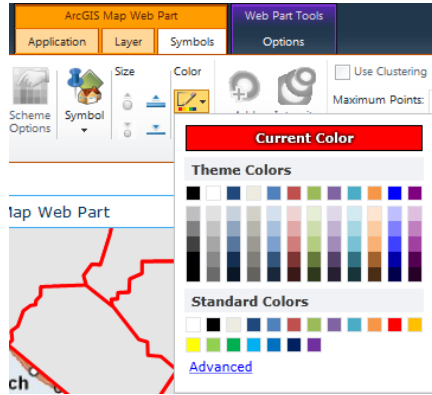 ArcGIS Map Web Part
Web Part Tools
Application
Layer
Symbols
Options
Size
Color
Use Clustering
Maximum Points:
Scheme
Options
Symbol
Current Color
Theme Colors
Map Web Part
Standard Colors
Advanced
ch